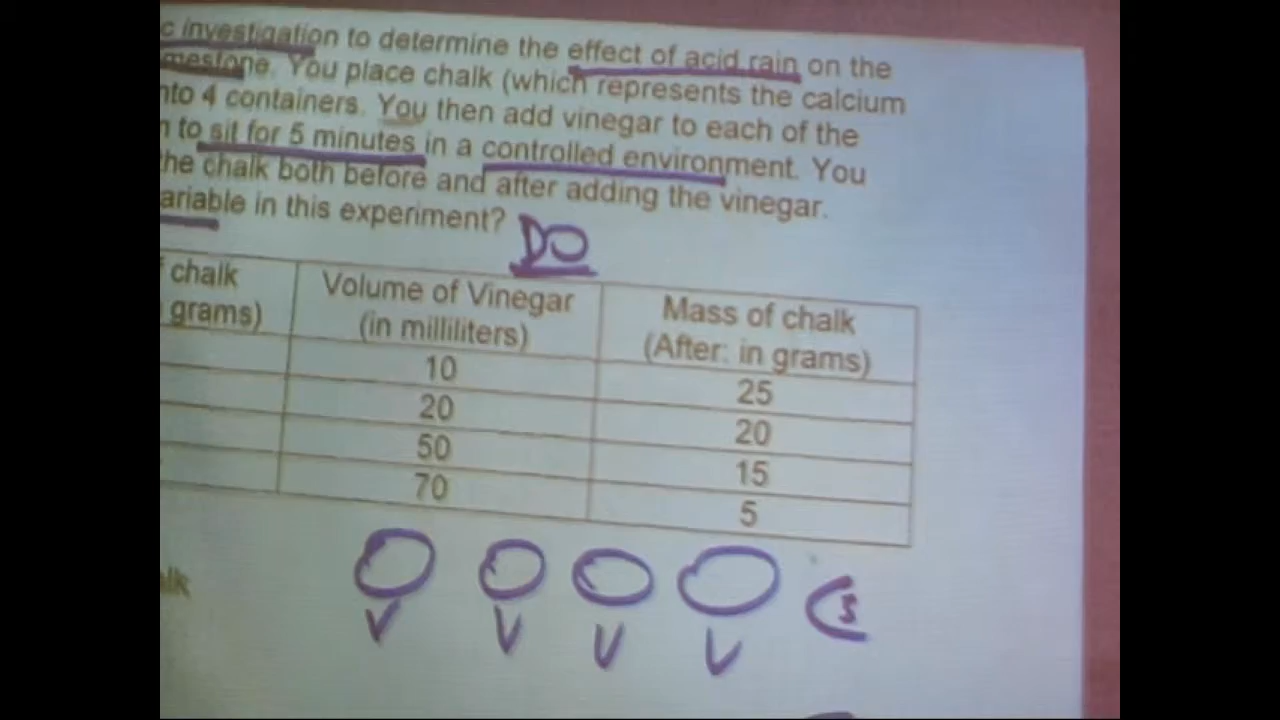 c investigation to determine the effect of acid rain on the
mestone. You place chalk (which represents the calcium
nto 4 containers. You then add vinegar to each of the
to sit for 5 minutes in a controlled environment. You
the chalk both before and after adding the vinegar.
ariable in this experiment? DO
chalk
grams)
Volume of Vinegar
(in milliliters)
Mass of chalk
(After: in grams)
10
25
20
20
50
15
70
5
V V V V
alk